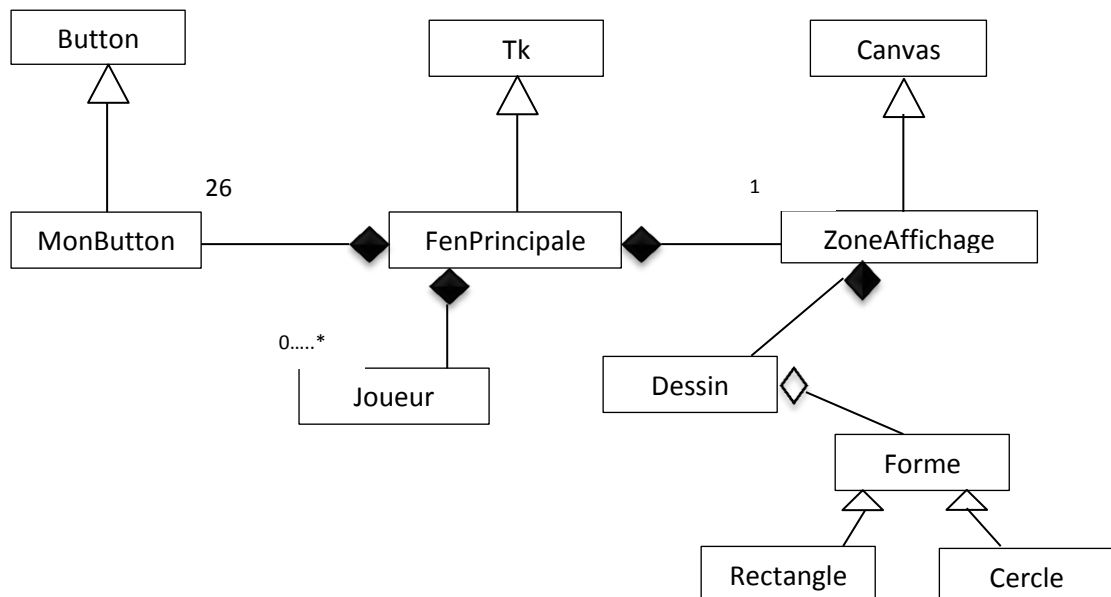 Button
Tk
Canvas
26
1
MonButton
FenPrincipale
ZoneAffichage
0.....*
Joueur
Dessin
Forme
Rectangle
Cercle